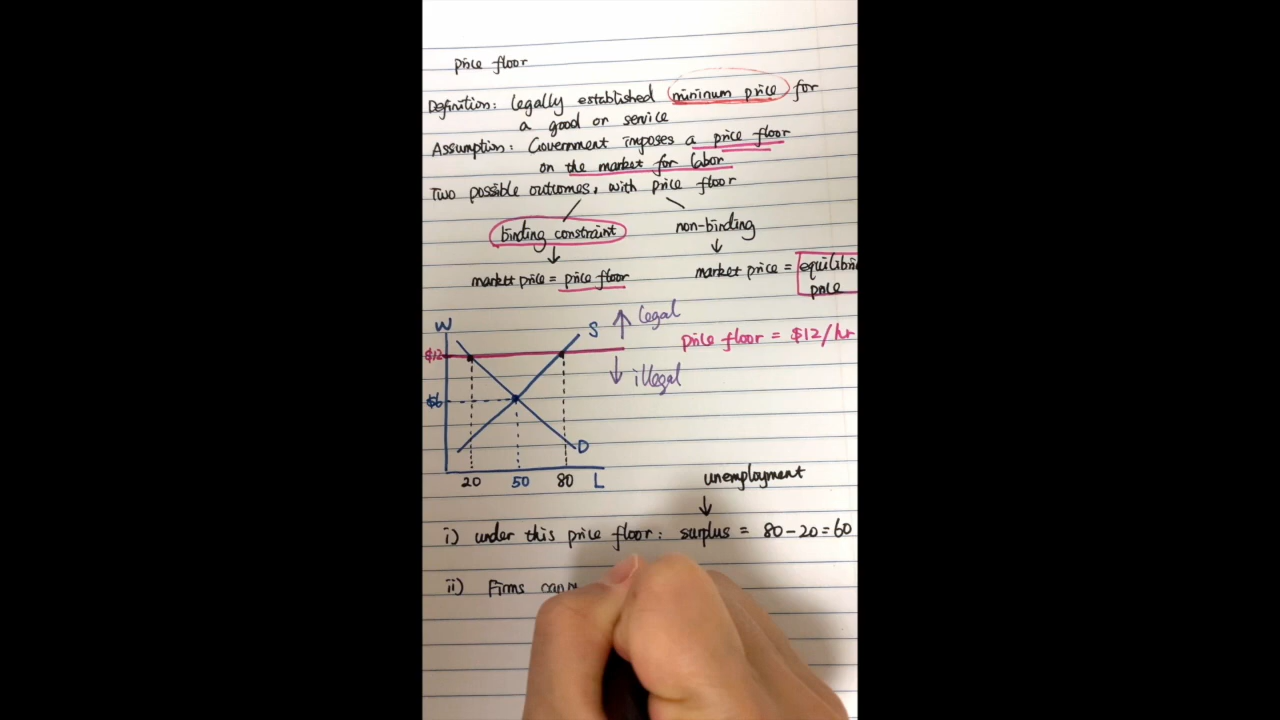 Price floor
Definition: Legally established minimum price for
a good or service
Assumption: Government imposes a price floor
on the market for labor
Two possible outcomes, with price floor
binding constraint
non-binding
market price = price floor
market price = equilibri
price
W
S
legal
price floor = $12/hr
$12
illegal
$6
D
20
50
80
L
unemployment
i) under this price floor: surplus = 80-20=60
ii) Firms